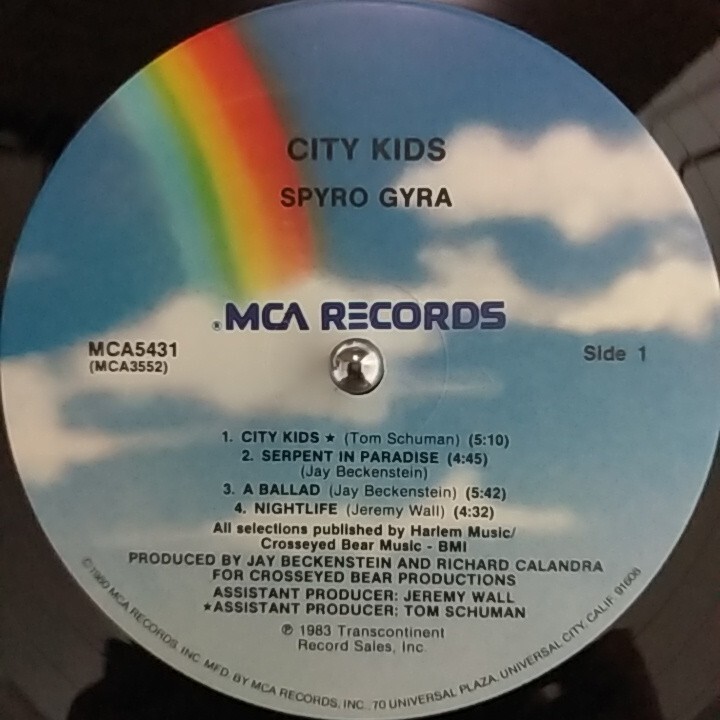 CITY KIDS
SPYRO GYRA
® MCA RECORDS
MCA5431
(MCA3552)
Side 1
1. CITY KIDS ★ (Tom Schuman) (5:10)
2. SERPENT IN PARADISE (4:45)
(Jay Beckenstein)
3. A BALLAD (Jay Beckenstein) (5:42)
4. NIGHTLIFE (Jeremy Wall) (4:32)
All selections published by Harlem Music/
Crosseyed Bear Music - BMI
PRODUCED BY JAY BECKENSTEIN AND RICHARD CALANDRA
FOR CROSSEYED BEAR PRODUCTIONS
ASSISTANT PRODUCER: JEREMY WALL
★ASSISTANT PRODUCER: TOM SCHUMAN
℗ 1983 Transcontinent
Record Sales, Inc.
©1980 MCA RECORDS, INC. MFD. BY MCA RECORDS, INC., 70 UNIVERSAL PLAZA, UNIVERSAL CITY, CALIF. 91608